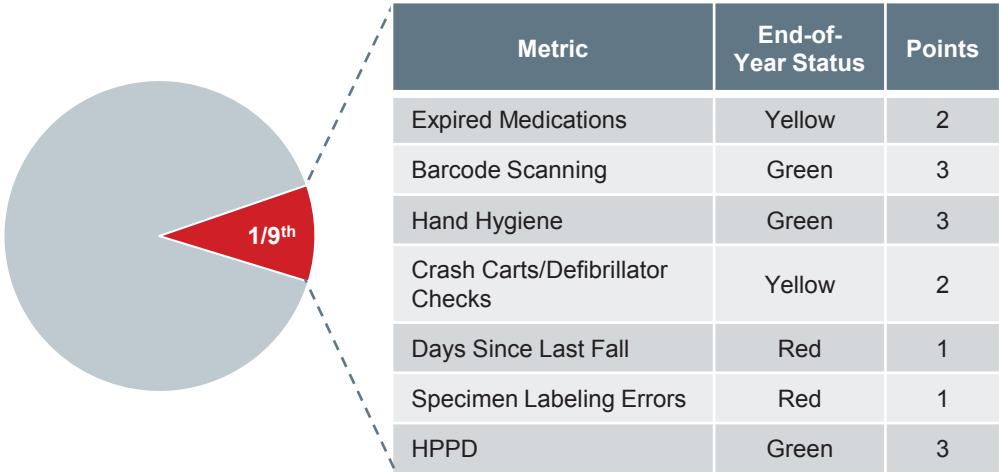 1/9th
Metric End-of-
Year Status Points
Expired Medications Yellow 2
Barcode Scanning Green 3
Hand Hygiene Green 3
Crash Carts/Defibrillator
Checks Yellow 2
Days Since Last Fall Red 1
Specimen Labeling Errors Red 1
HPPD Green 3